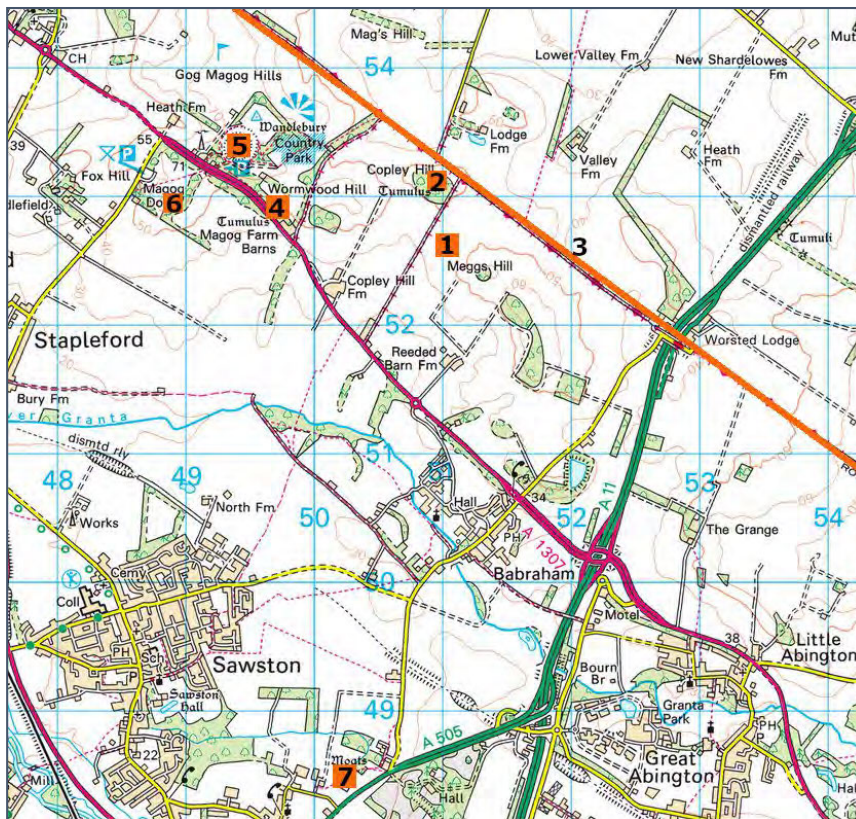 Mag's Hill
54
CH
Gog Magog Hills
Lower Valley Fm
New Shardelowes
Fm
Heath Fm
55
39
71
5
Wandlebury
Country
Park
P
P
Lodge
Fm
Valley
Fm
Heath
Fm
Fox Hill
Copley Hill
2
Tumulus
Wormwood Hill
Magog
6
4
Tumulus
Magog Farm
Barns
dismantled railway
Tumuli
1
3
Meggs Hill
Copley Hill
Fm
52
Stapleford
Reeded
Barn Fm
Worsted Lodge
Bury Fm
Granta
dismtd rly
51
48
49
53
North Fm
50
Hall
52
34
A 11
54
Works
PH
A 1307
The Grange
Cemy
Babraham
50
Coll
Motel
38
Little
Abington
PH
Sch
P
Sawston
Bourn
Br
Sawston
Hall
49
Granta
Park
A 505
PH
P
22
Moats
7
Great
Abington
Mill
Hall